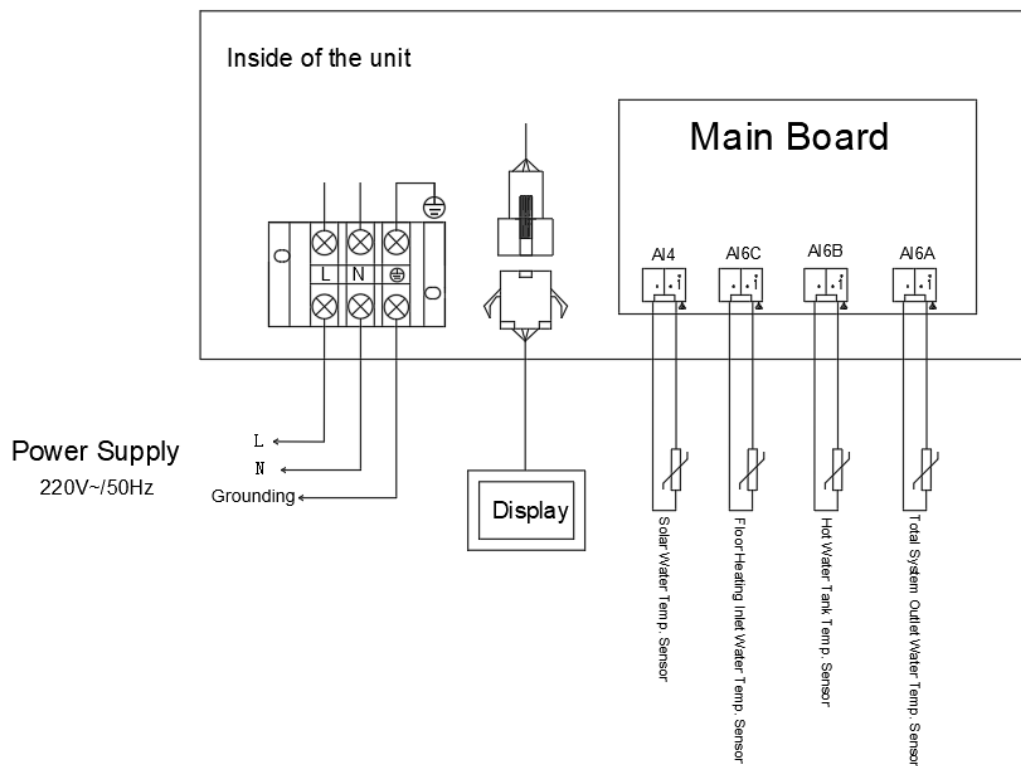 Inside of the unit
Main Board
AI4
AI6C
AI6B
AI6A
L
N
Power Supply
220V~/50Hz
L
N
Grounding
Display
Solar Water Temp. Sensor
Floor Heating Inlet Water Temp. Sensor
Hot Water Tank Temp. Sensor
Total System Outlet Water Temp. Sensor